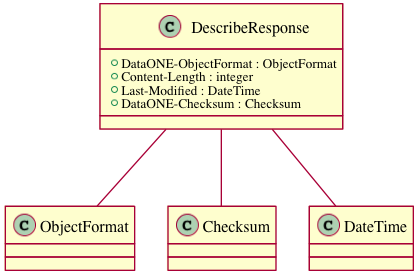 C DescribeResponse
DataONE-ObjectFormat : ObjectFormat
Content-Length : integer
Last-Modified : DateTime
DataONE-Checksum : Checksum
C ObjectFormat
C Checksum
C DateTime